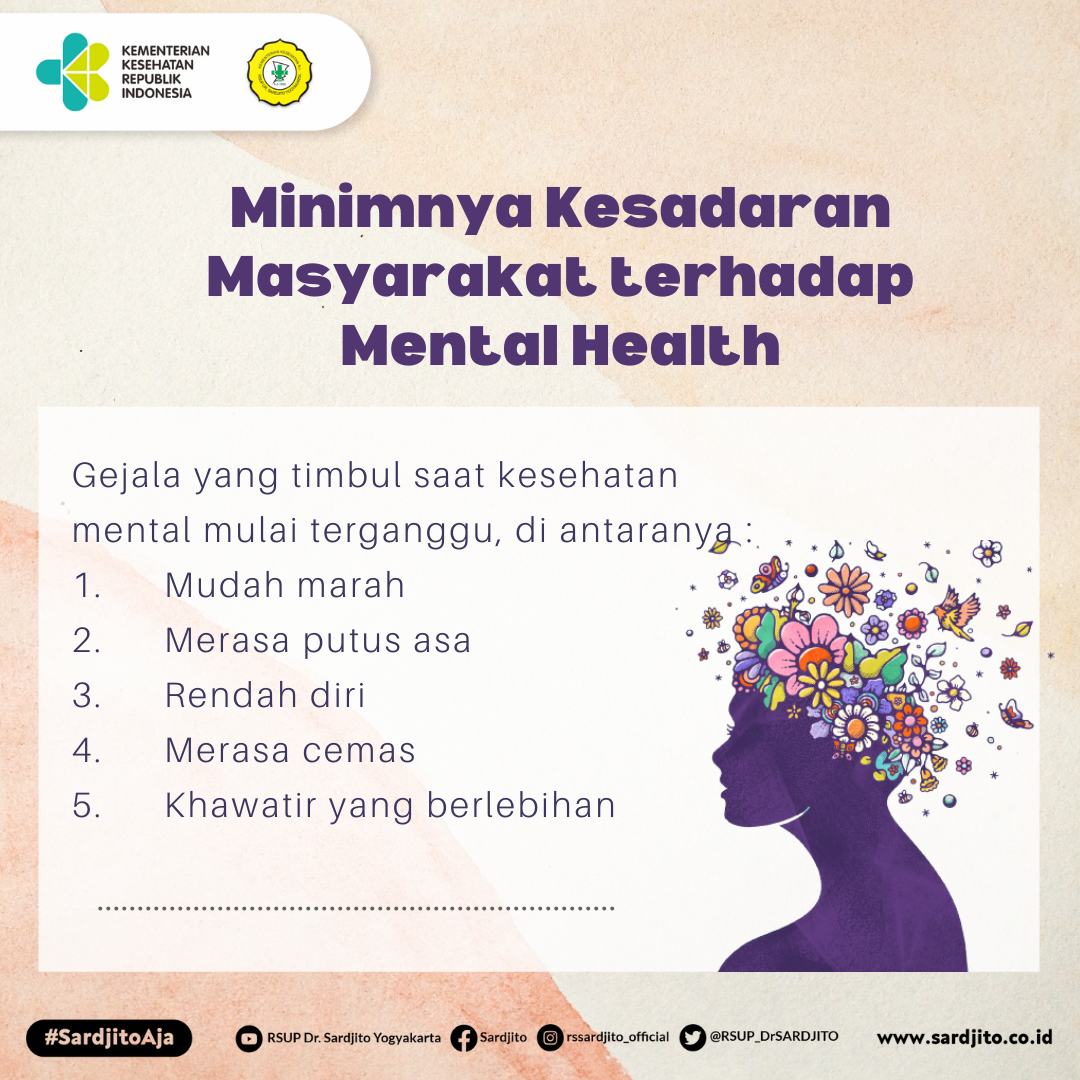 KEMENTERIAN
KESEHATAN
REPUBLIK
INDONESIA
Minimnya Kesadaran
Masyarakat terhadap
Mental Health
Gejala yang timbul saat kesehatan
mental mulai terganggu, di antaranya :
1. Mudah marah
2. Merasa putus asa
3. Rendah diri
4. Merasa cemas
5. Khawatir yang berlebihan
#SardjitoAja
RSUP Dr. Sardjito Yogyakarta
Sardjito
rssardjito_official
@RSUP_DrSARDJITO
www.sardjito.co.id